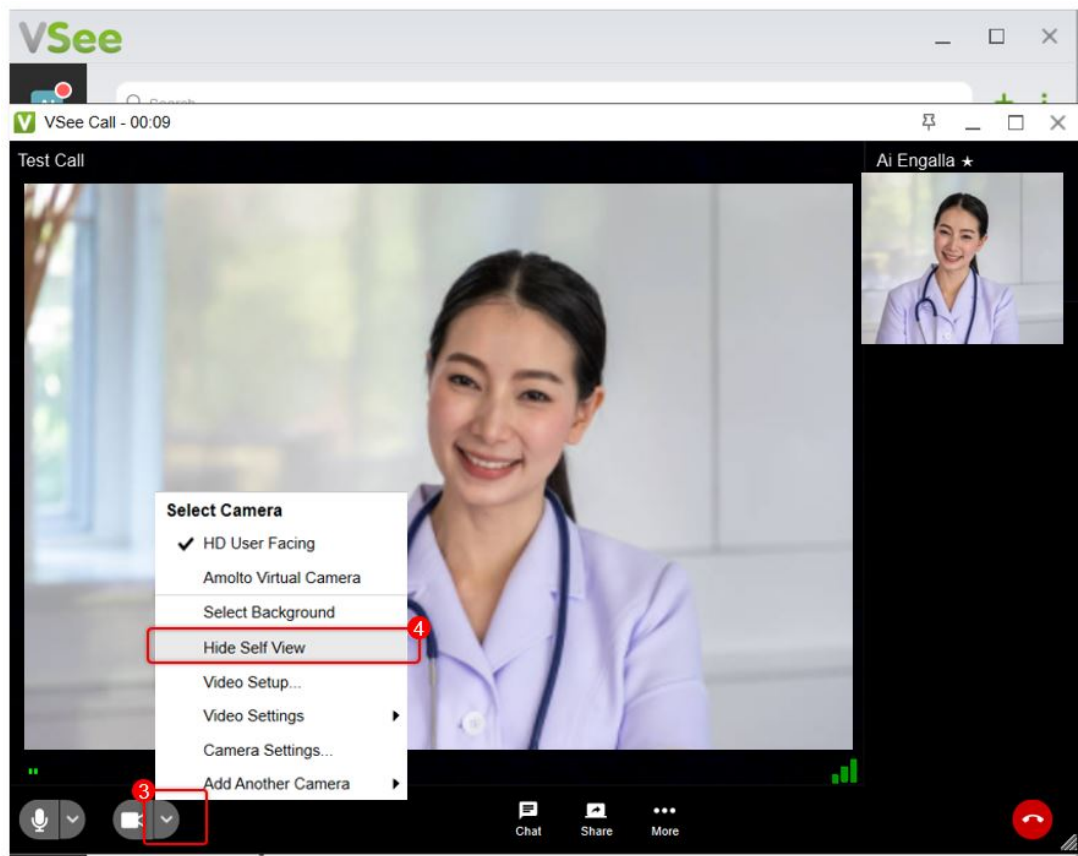 VSee
Search
VSee Call - 00:09
Test Call
Ai Engalla ★
Select Camera
✔ HD User Facing
Amolto Virtual Camera
Select Background
4
Hide Self View
Video Setup...
Video Settings
Camera Settings...
Add Another Camera
3
Chat
Share
More